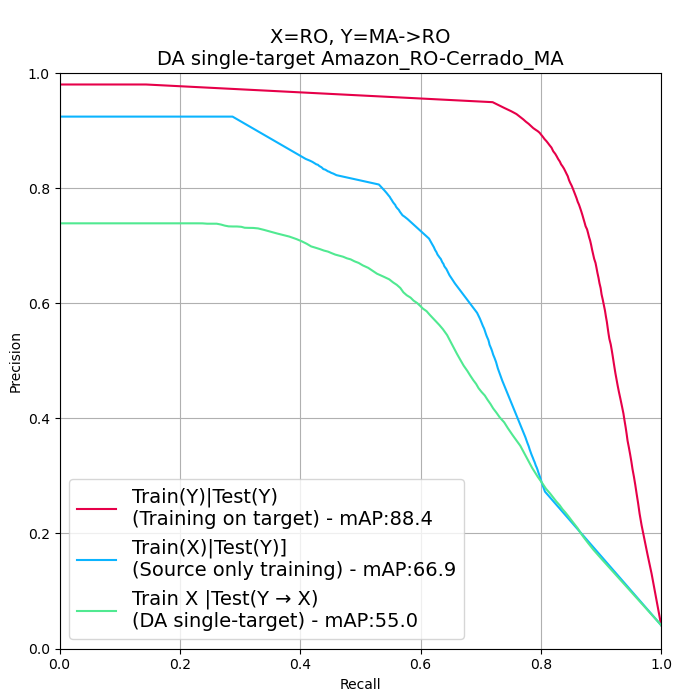 X=RO, Y=MA->RO
DA single-target Amazon_RO-Cerrado_MA
1.0
0.8
0.6
0.4
0.2
0.0
Precision
Train(Y)|Test(Y)
(Training on target) - mAP:88.4
Train(X)|Test(Y)]
(Source only training) - mAP:66.9
Train X |Test(Y → X)
(DA single-target) - mAP:55.0
0.0 0.2 0.4 0.6 0.8 1.0
Recall